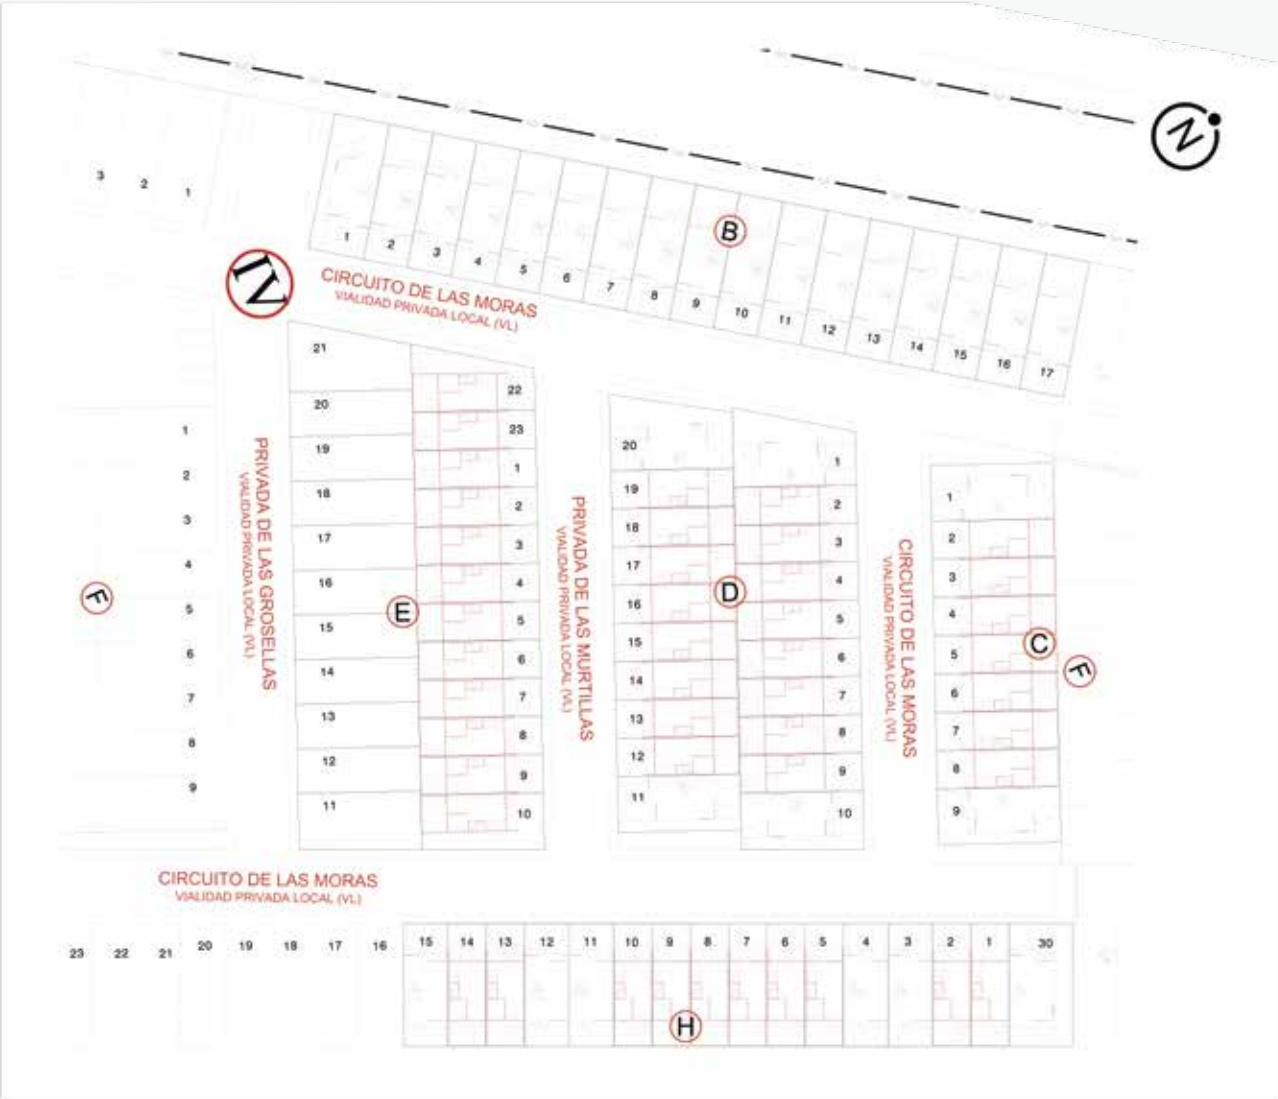 3 2 1
1 2 3 4 5 6 7 8 9 10 11 12 13 14 15 16 17
B
IV
CIRCUITO DE LAS MORAS
VIALIDAD PRIVADA LOCAL (VL)
1
2
3
4
5
6
7
8
9
F
PRIVADA DE LAS GROSELLAS
VIALIDAD PRIVADA LOCAL (VL)
21
20
19
18
17
16
15
14
13
12
11
E
22
23
1
2
3
4
5
6
7
8
9
10
PRIVADA DE LAS MURTILLAS
VIALIDAD PRIVADA LOCAL (VL)
20
19
18
17
16
15
14
13
12
11
D
1
2
3
4
5
6
7
8
9
10
CIRCUITO DE LAS MORAS
VIALIDAD PRIVADA LOCAL (VL)
1
2
3
4
5
6
7
8
9
C
F
N
CIRCUITO DE LAS MORAS
VIALIDAD PRIVADA LOCAL (VL)
23 22 21 20 19 18 17 16 15 14 13 12 11 10 9 8 7 6 5 4 3 2 1 30
H